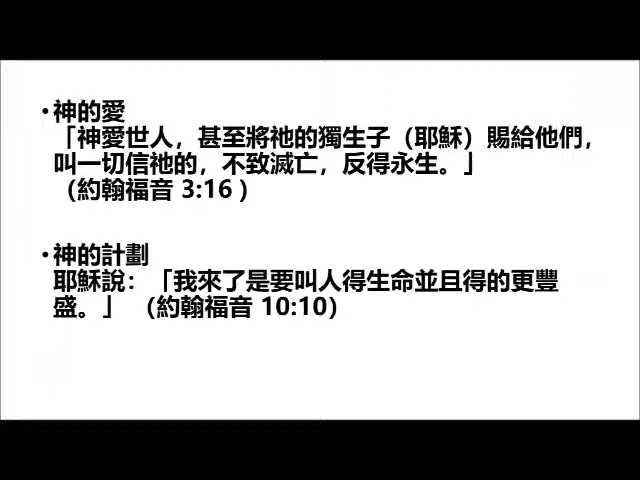 •神的愛
「神愛世人，甚至將祂的獨生子（耶穌）賜給他們，
叫一切信祂的，不致滅亡，反得永生。」
（約翰福音 3:16 ）
•神的計劃
耶穌說：「我來了是要叫人得生命並且得的更豐
盛。」 （約翰福音 10:10）